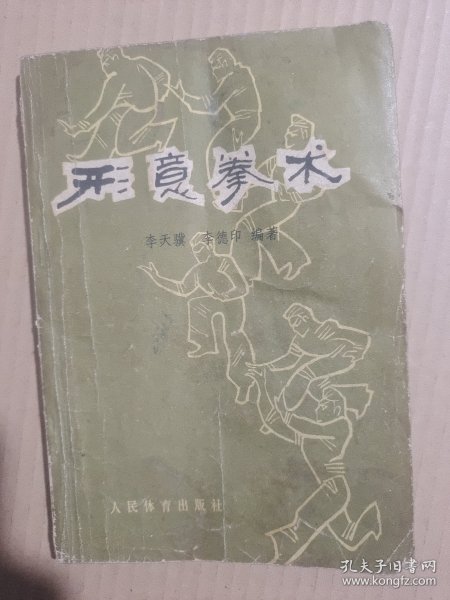 形意拳术
李天骥 李德印 编著
人民体育出版社
孔夫子旧书网
www.kongfz.com